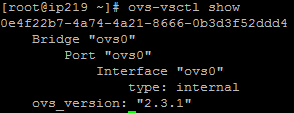 [root@ip219 ~]# ovs-vsctl show
0e4f22b7-4a74-4a21-8666-0b3d3f52ddd4
    Bridge "ovs0"
        Port "ovs0"
            Interface "ovs0"
                type: internal
    ovs_version: "2.3.1"